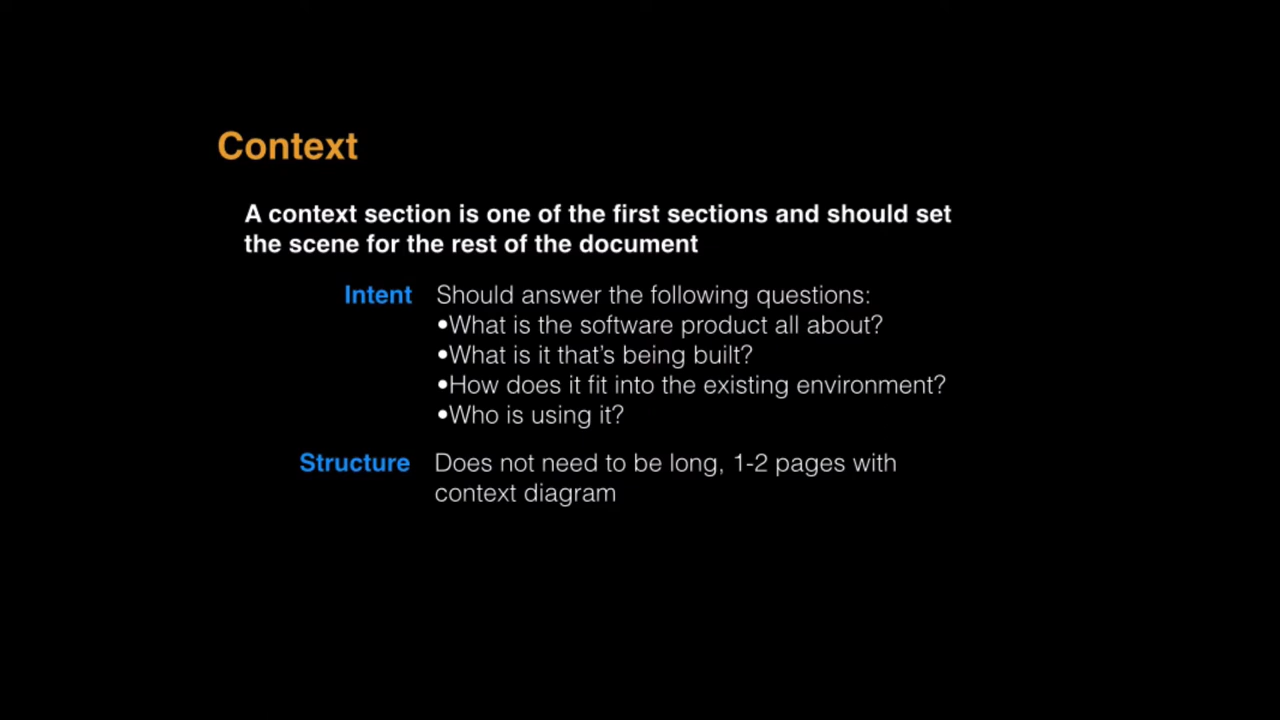 Context
A context section is one of the first sections and should set
the scene for the rest of the document
Intent Should answer the following questions:
•What is the software product all about?
•What is it that's being built?
•How does it fit into the existing environment?
•Who is using it?
Structure Does not need to be long, 1-2 pages with
context diagram